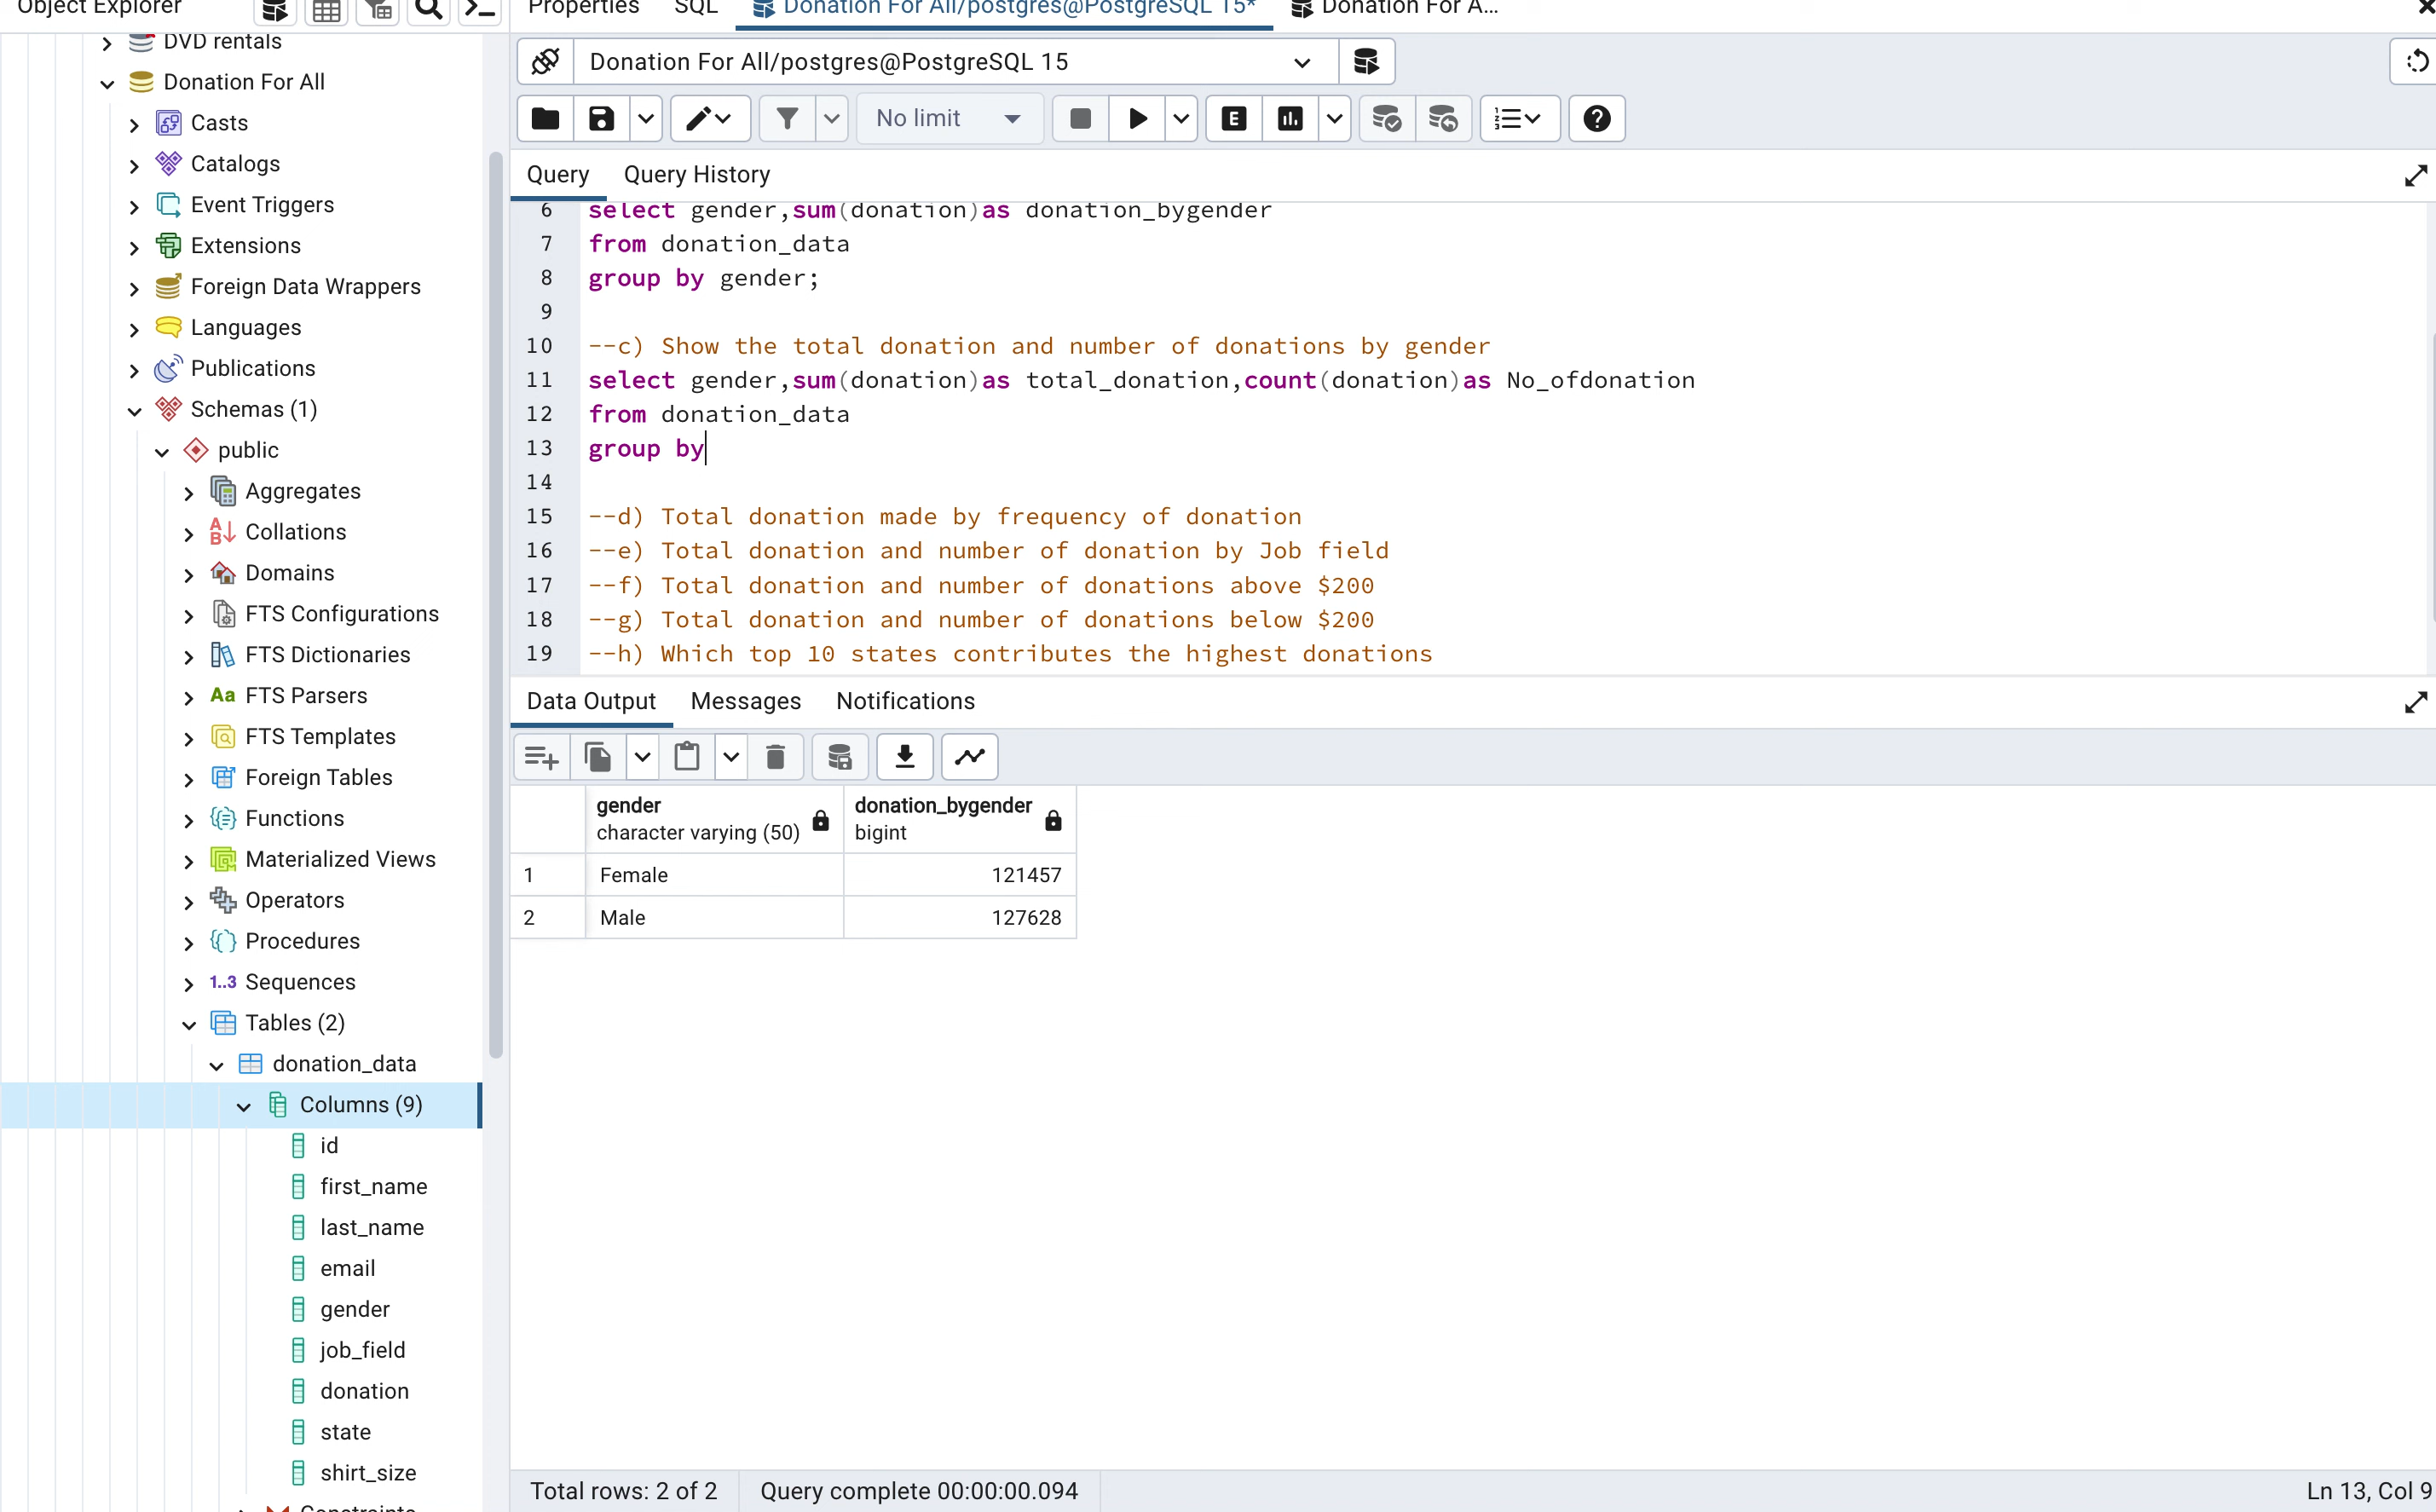 Object Explorer
DVD rentals
Donation For All
Casts
Catalogs
Event Triggers
Extensions
Foreign Data Wrappers
Languages
Publications
Schemas (1)
public
Aggregates
Collations
Domains
FTS Configurations
FTS Dictionaries
Aa FTS Parsers
FTS Templates
Foreign Tables
Functions
Materialized Views
Operators
Procedures
1..3 Sequences
Tables (2)
donation_data
Columns (9)
id
first_name
last_name
email
gender
job_field
donation
state
shirt_size
Constraints
Properties SQL Donation For All/postgres@PostgreSQL 15* Donation For A...
Donation For All/postgres@PostgreSQL 15
No limit
Query Query History
6 select gender,sum(donation)as donation_bygender
7 from donation_data
8 group by gender;
9
10 --c) Show the total donation and number of donations by gender
11 select gender,sum(donation)as total_donation,count(donation)as No_ofdonation
12 from donation_data
13 group by
14
15 --d) Total donation made by frequency of donation
16 --e) Total donation and number of donation by Job field
17 --f) Total donation and number of donations above $200
18 --g) Total donation and number of donations below $200
19 --h) Which top 10 states contributes the highest donations
Data Output Messages Notifications
gender donation_bygender
character varying (50) bigint
1 Female 121457
2 Male 127628
Total rows: 2 of 2 Query complete 00:00:00.094 Ln 13, Col 9